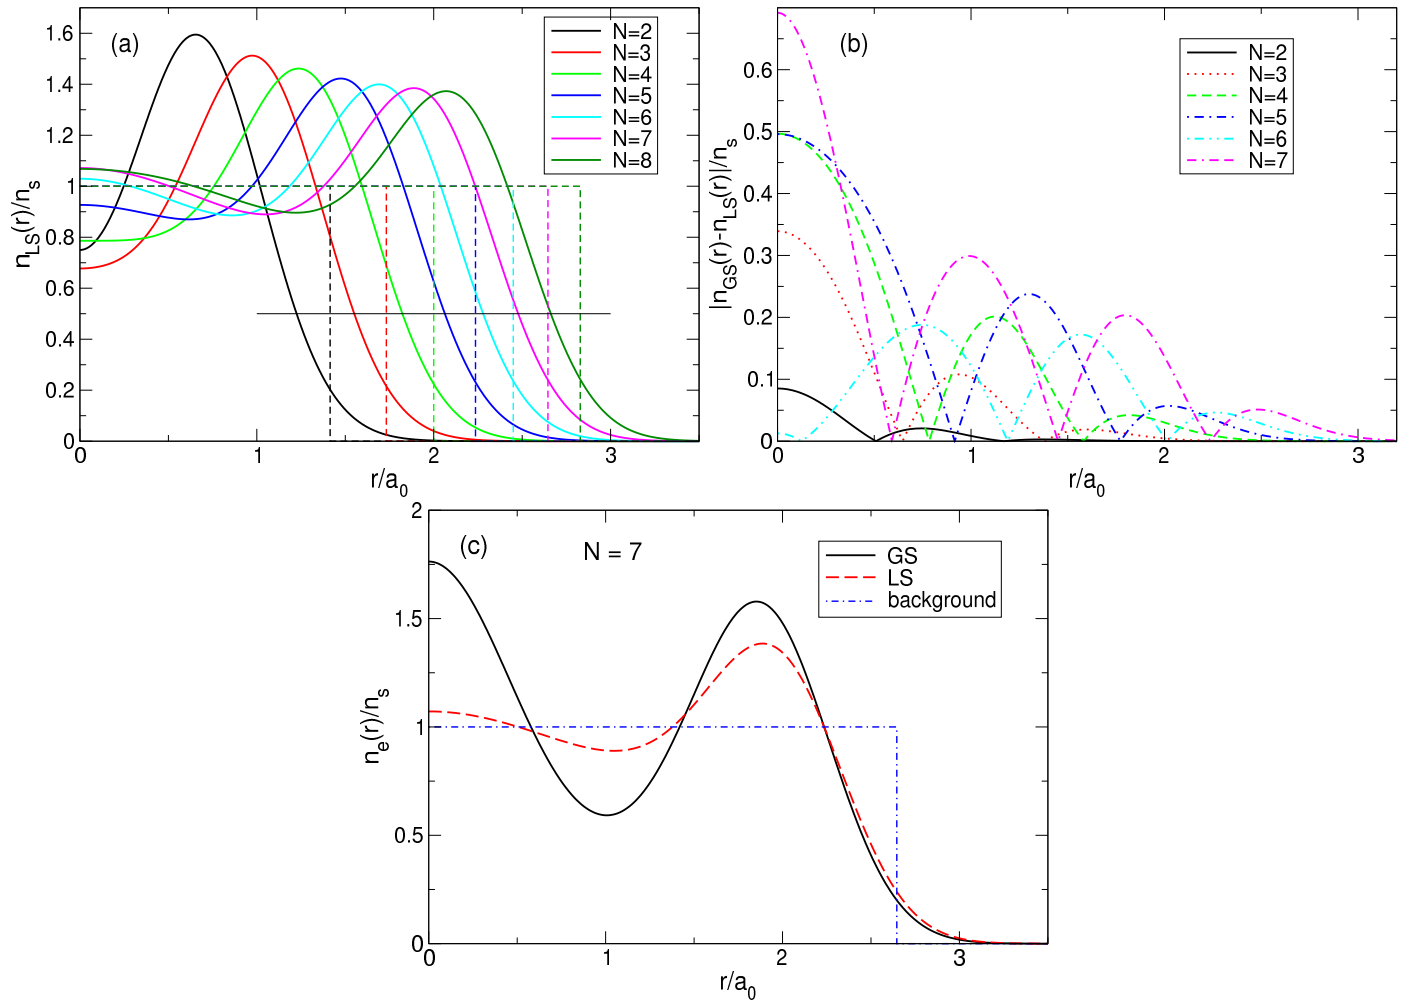 (a)
N=2
N=3
N=4
N=5
N=6
N=7
N=8
n_LS(r)/n_s
1.6
1.4
1.2
1
0.8
0.6
0.4
0.2
0
0 1 2 3
r/a_0
(b)
N=2
N=3
N=4
N=5
N=6
N=7
|n_GS(r)-n_LS(r)|/n_s
0.6
0.5
0.4
0.3
0.2
0.1
0
0 1 2 3
r/a_0
(c)
N = 7
GS
LS
background
n_e(r)/n_s
2
1.5
1
0.5
0
0 1 2 3
r/a_0